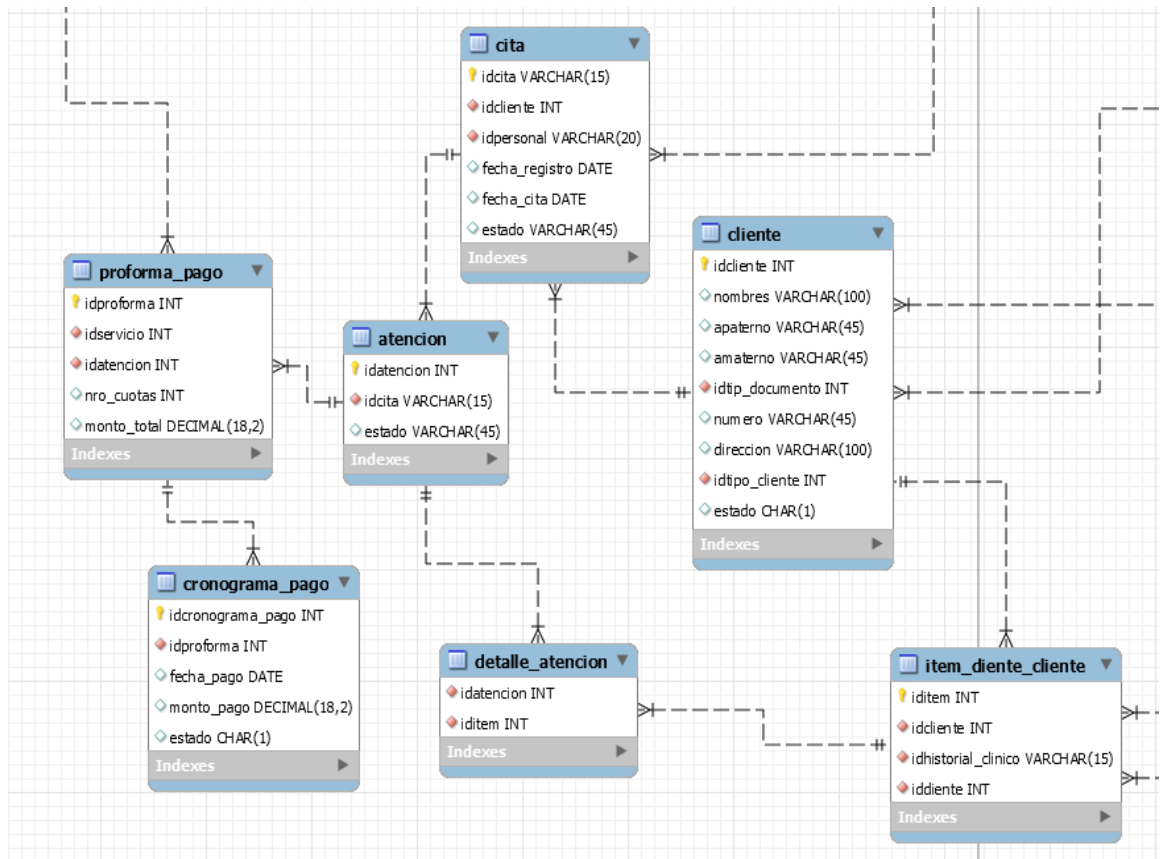 cita
idcita VARCHAR(15)
idcliente INT
idpersonal VARCHAR(20)
fecha_registro DATE
fecha_cita DATE
estado VARCHAR(45)
Indexes
cliente
idcliente INT
nombres VARCHAR(100)
apaterno VARCHAR(45)
amaterno VARCHAR(45)
idtip_documento INT
numero VARCHAR(45)
direccion VARCHAR(100)
idtipo_cliente INT
estado CHAR(1)
Indexes
proforma_pago
idproforma INT
idservicio INT
idatencion INT
nro_cuotas INT
monto_total DECIMAL(18,2)
Indexes
atencion
idatencion INT
idcita VARCHAR(15)
estado VARCHAR(45)
Indexes
cronograma_pago
idcronograma_pago INT
idproforma INT
fecha_pago DATE
monto_pago DECIMAL(18,2)
estado CHAR(1)
Indexes
detalle_atencion
idatencion INT
iditem INT
Indexes
item_diente_cliente
iditem INT
idcliente INT
idhistorial_clinico VARCHAR(15)
iddiente INT
Indexes